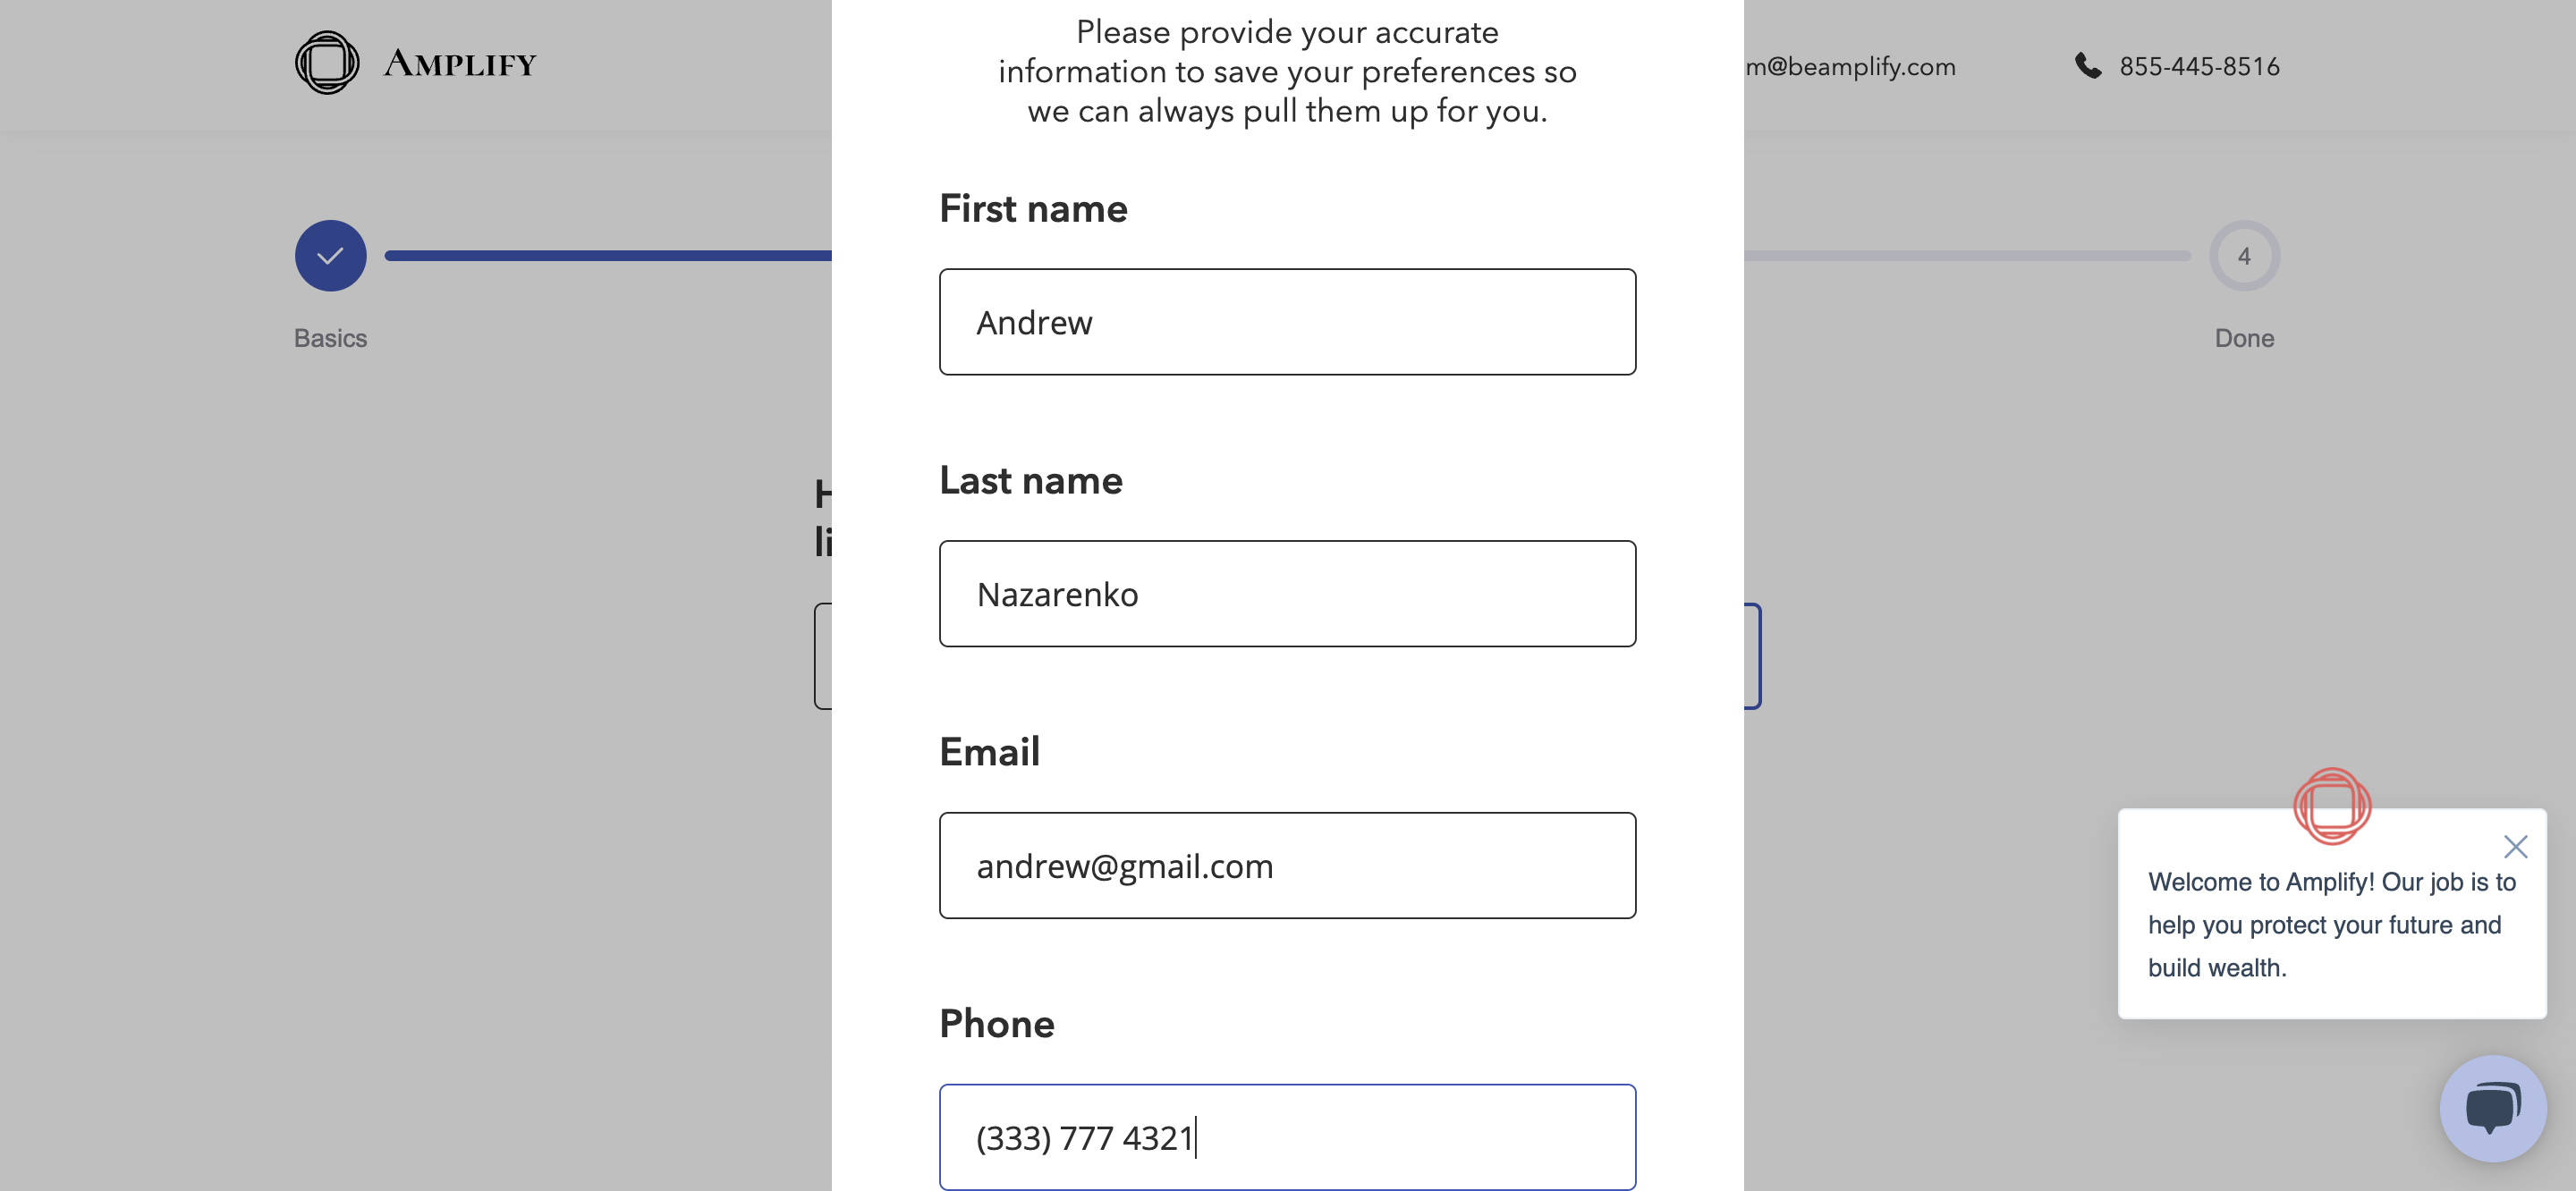 AMPLIFY
m@beamplify.com
855-445-8516
Please provide your accurate
information to save your preferences so
we can always pull them up for you.
Basics
4
Done
First name
Andrew
Last name
Nazarenko
Email
andrew@gmail.com
Phone
(333) 777 4321
Welcome to Amplify! Our job is to
help you protect your future and
build wealth.